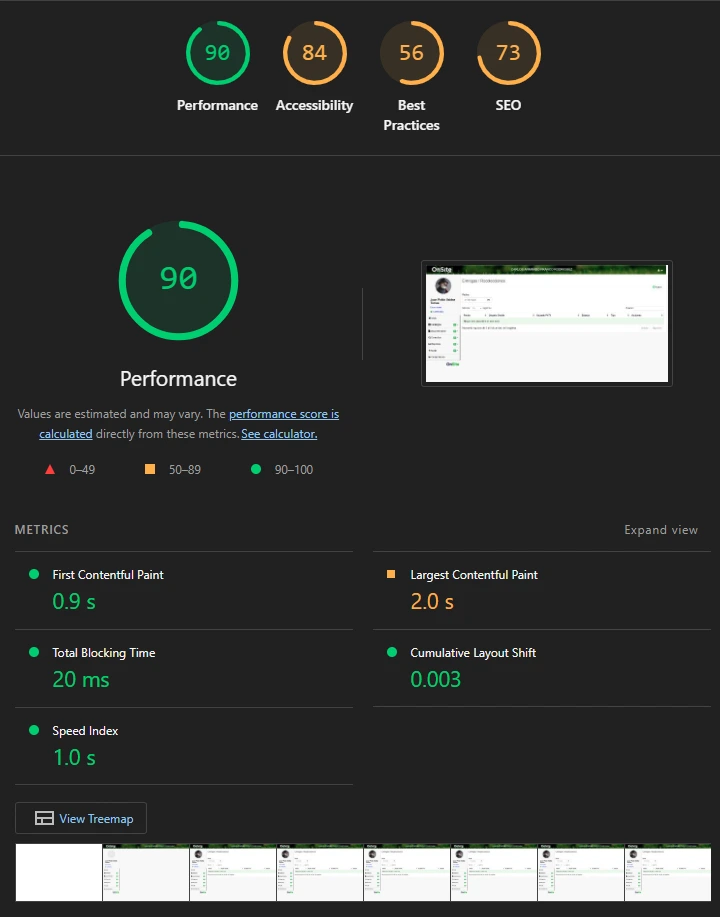 90
84
56
73
Performance
Accessibility
Best
Practices
SEO
90
OnSite
Performance
Values are estimated and may vary. The performance score is
calculated directly from these metrics. See calculator.
0–49
50–89
90–100
METRICS
Expand view
First Contentful Paint
0.9 s
Largest Contentful Paint
2.0 s
Total Blocking Time
20 ms
Cumulative Layout Shift
0.003
Speed Index
1.0 s
View Treemap